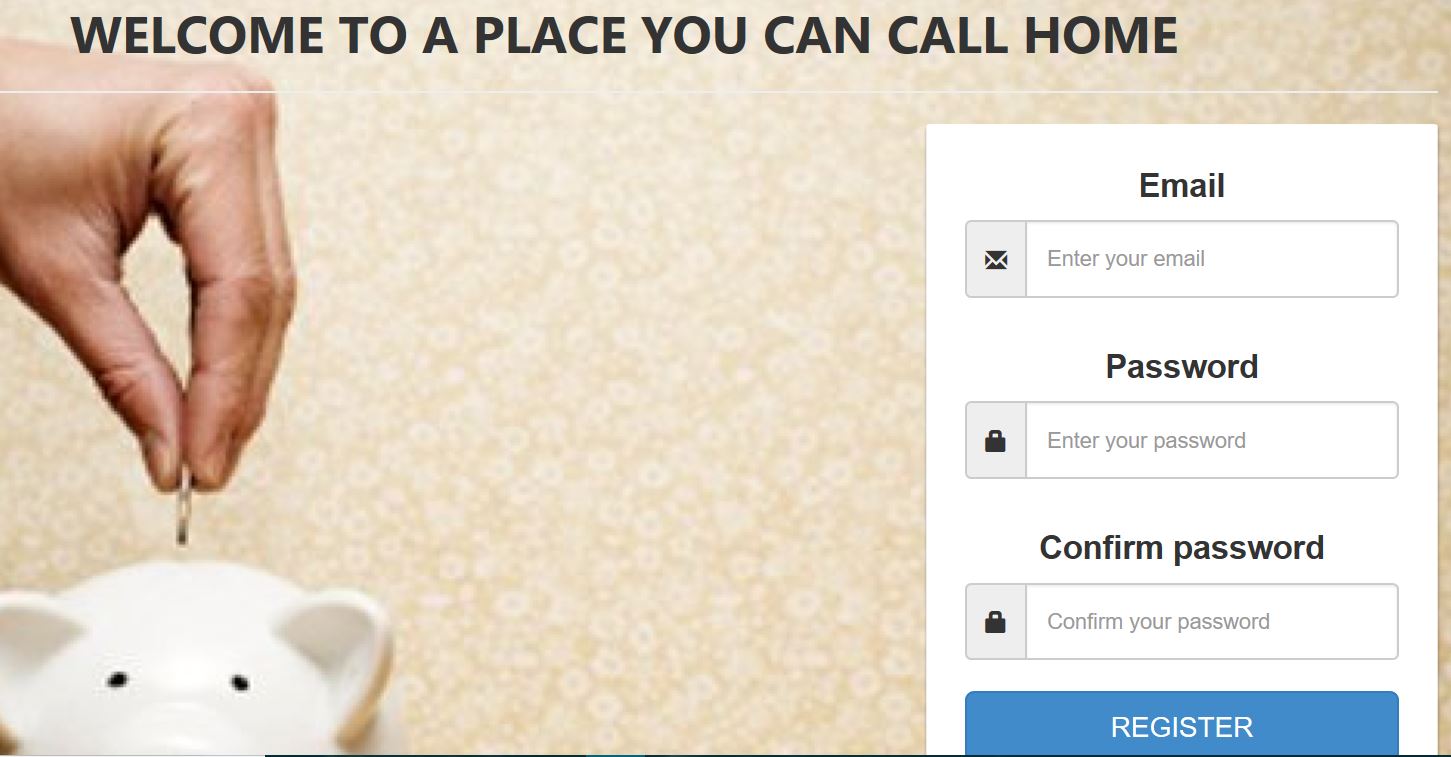 WELCOME TO A PLACE YOU CAN CALL HOME
Email
Enter your email
Password
Enter your password
Confirm password
Confirm your password
REGISTER